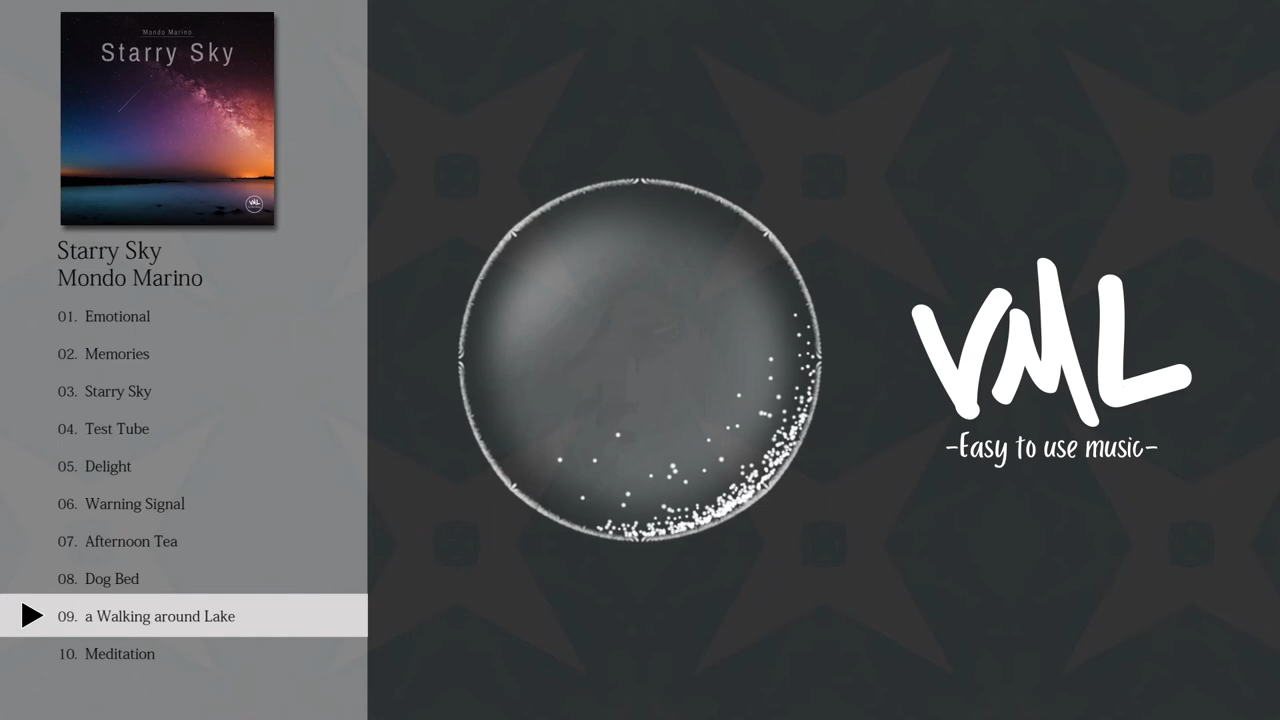 Mondo Marino
Starry Sky
VML
Starry Sky
Mondo Marino
01. Emotional
02. Memories
03. Starry Sky
04. Test Tube
05. Delight
06. Warning Signal
07. Afternoon Tea
08. Dog Bed
09. a Walking around Lake
10. Meditation
VML
-Easy to use music-